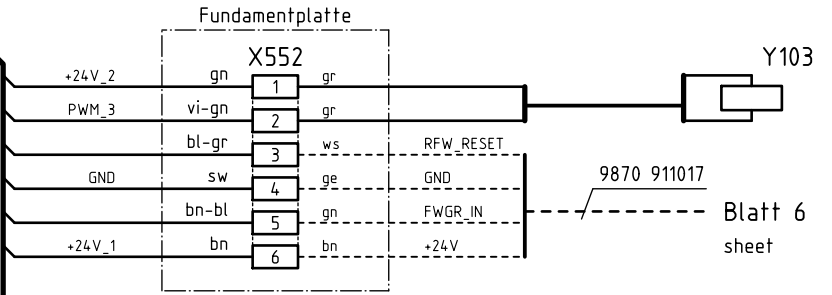 Fundamentplatte
X552
Y103
+24V_2 gn 1 gr
PWM_3 vi-gn 2 gr
bl-gr 3 ws RFW_RESET
GND sw 4 ge GND
9870 911017
bn-bl 5 gn FWGR_IN
Blatt 6
sheet
+24V_1 bn 6 bn +24V